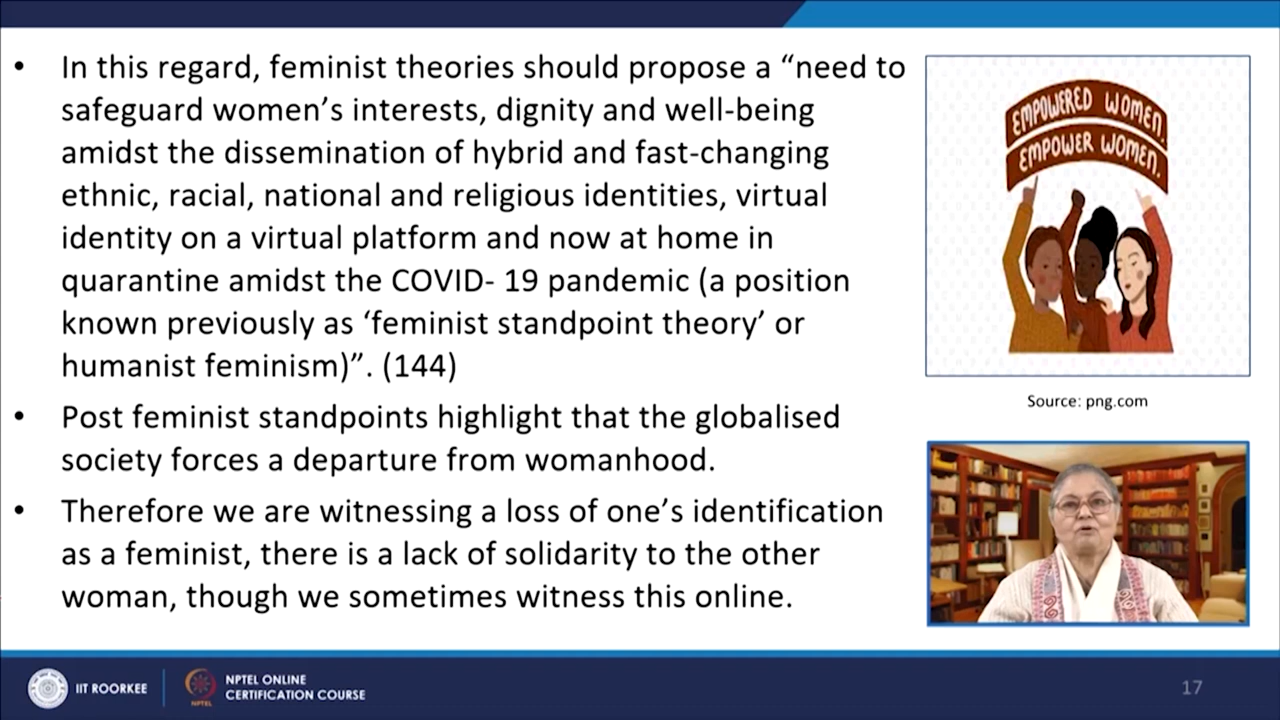 • In this regard, feminist theories should propose a “need to
safeguard women’s interests, dignity and well-being
amidst the dissemination of hybrid and fast-changing
ethnic, racial, national and religious identities, virtual
identity on a virtual platform and now at home in
quarantine amidst the COVID- 19 pandemic (a position
known previously as ‘feminist standpoint theory’ or
humanist feminism)”. (144)
• Post feminist standpoints highlight that the globalised
society forces a departure from womanhood.
• Therefore we are witnessing a loss of one’s identification
as a feminist, there is a lack of solidarity to the other
woman, though we sometimes witness this online.
EMPOWERED WOMEN.
EMPOWER WOMEN.
Source: png.com
IIT ROORKEE
NPTEL
NPTEL ONLINE
CERTIFICATION COURSE
17